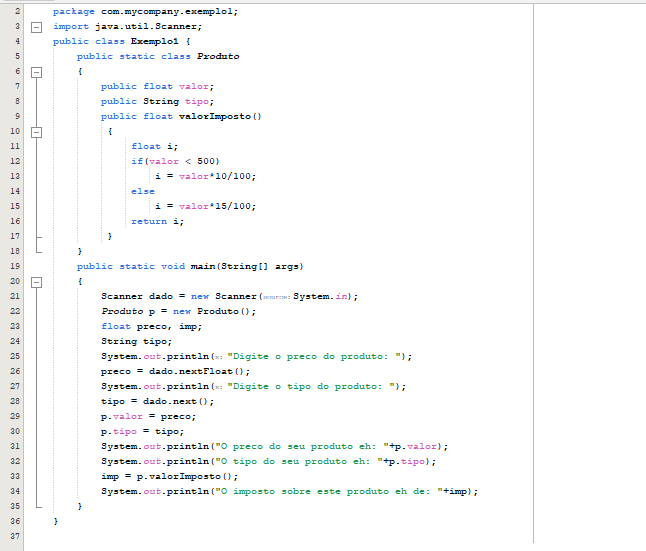 2 package com.mycompany.exemplo1;
3 import java.util.Scanner;
4 public class Exemplo1 {
5 public static class Produto
6 {
7 public float valor;
8 public String tipo;
9 public float valorImposto()
10 {
11 float i;
12 if(valor < 500)
13 i = valor*10/100;
14 else
15 i = valor*15/100;
16 return i;
17 }
18 }
19 public static void main(String[] args)
20 {
21 Scanner dado = new Scanner(source: System.in);
22 Produto p = new Produto();
23 float preco, imp;
24 String tipo;
25 System.out.println(x: "Digite o preco do produto: ");
26 preco = dado.nextFloat();
27 System.out.println(x: "Digite o tipo do produto: ");
28 tipo = dado.next();
29 p.valor = preco;
30 p.tipo = tipo;
31 System.out.println("O preco do seu produto eh: "+p.valor);
32 System.out.println("O tipo do seu produto eh: "+p.tipo);
33 imp = p.valorImposto();
34 System.out.println("O imposto sobre este produto eh de: "+imp);
35 }
36 }
37